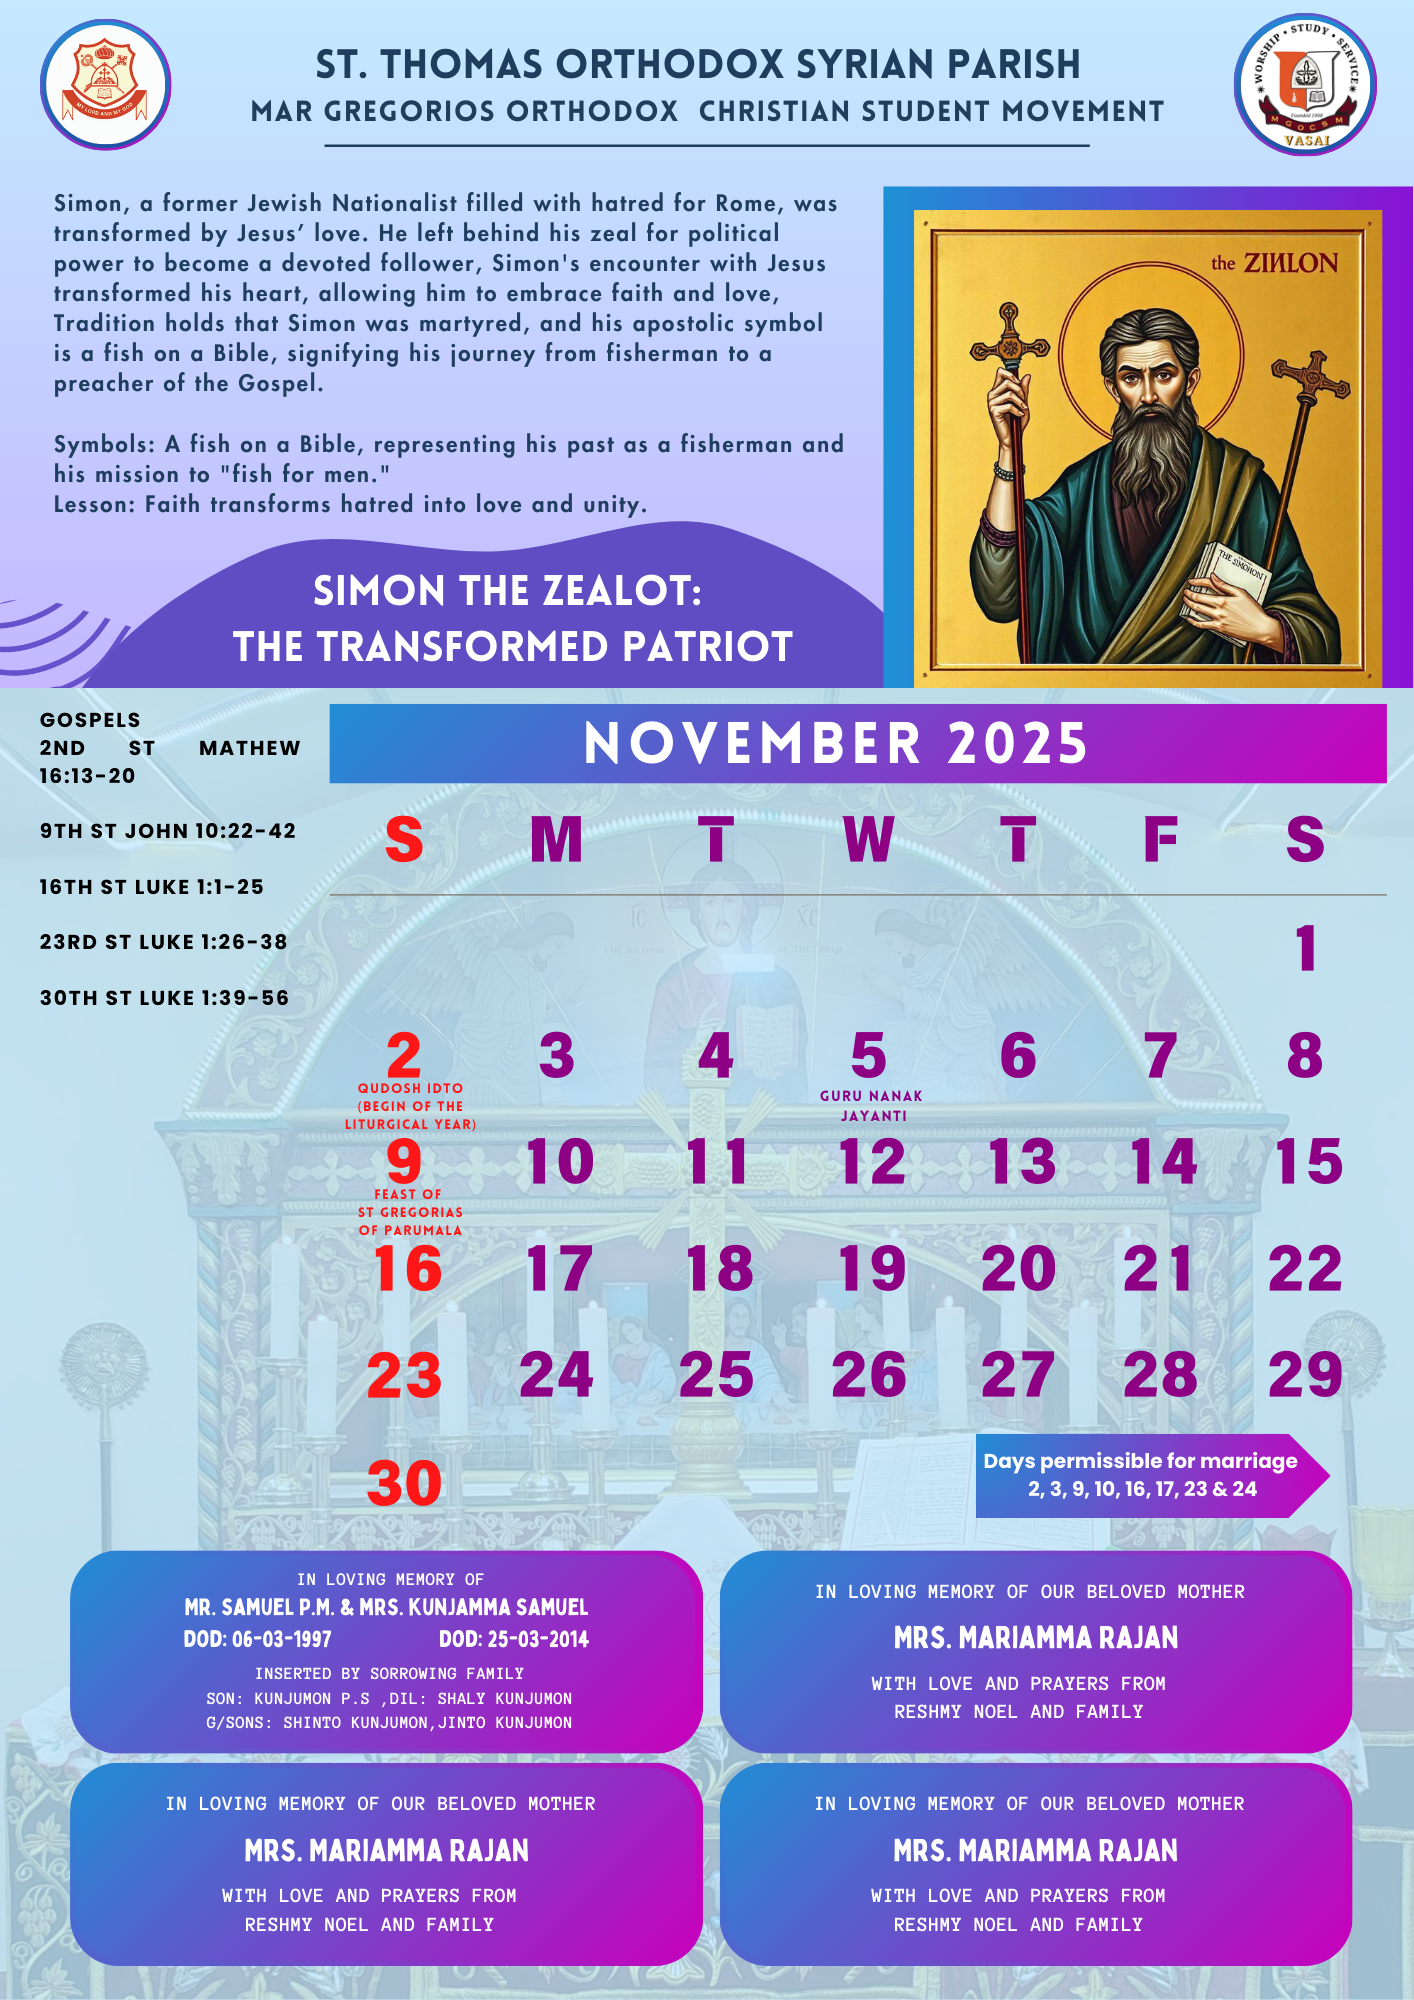 ST. THOMAS ORTHODOX SYRIAN PARISH
MAR GREGORIOS ORTHODOX CHRISTIAN STUDENT MOVEMENT
MY LORD AND MY GOD
WORSHIP • STUDY • SERVICE
Founded 1908
MGOCSM
VASAI
Simon, a former Jewish Nationalist filled with hatred for Rome, was
transformed by Jesus’ love. He left behind his zeal for political
power to become a devoted follower, Simon's encounter with Jesus
transformed his heart, allowing him to embrace faith and love,
Tradition holds that Simon was martyred, and his apostolic symbol
is a fish on a Bible, signifying his journey from fisherman to a
preacher of the Gospel.
Symbols: A fish on a Bible, representing his past as a fisherman and
his mission to "fish for men."
Lesson: Faith transforms hatred into love and unity.
the ZIИLON
THE SIMOHON
SIMON THE ZEALOT:
THE TRANSFORMED PATRIOT
GOSPELS
2ND ST MATHEW
16:13-20
9TH ST JOHN 10:22-42
16TH ST LUKE 1:1-25
23RD ST LUKE 1:26-38
30TH ST LUKE 1:39-56
NOVEMBER 2025
S M T W T F S
1
2 3 4 5 6 7 8
QUDOSH IDTO
(BEGIN OF THE
LITURGICAL YEAR)
GURU NANAK
JAYANTI
9 10 11 12 13 14 15
FEAST OF
ST GREGORIAS
OF PARUMALA
16 17 18 19 20 21 22
23 24 25 26 27 28 29
30
Days permissible for marriage
2, 3, 9, 10, 16, 17, 23 & 24
IN LOVING MEMORY OF
MR. SAMUEL P.M. & MRS. KUNJAMMA SAMUEL
DOD: 06-03-1997 DOD: 25-03-2014
INSERTED BY SORROWING FAMILY
SON: KUNJUMON P.S ,DIL: SHALY KUNJUMON
G/SONS: SHINTO KUNJUMON,JINTO KUNJUMON
IN LOVING MEMORY OF OUR BELOVED MOTHER
MRS. MARIAMMA RAJAN
WITH LOVE AND PRAYERS FROM
RESHMY NOEL AND FAMILY
IN LOVING MEMORY OF OUR BELOVED MOTHER
MRS. MARIAMMA RAJAN
WITH LOVE AND PRAYERS FROM
RESHMY NOEL AND FAMILY
IN LOVING MEMORY OF OUR BELOVED MOTHER
MRS. MARIAMMA RAJAN
WITH LOVE AND PRAYERS FROM
RESHMY NOEL AND FAMILY